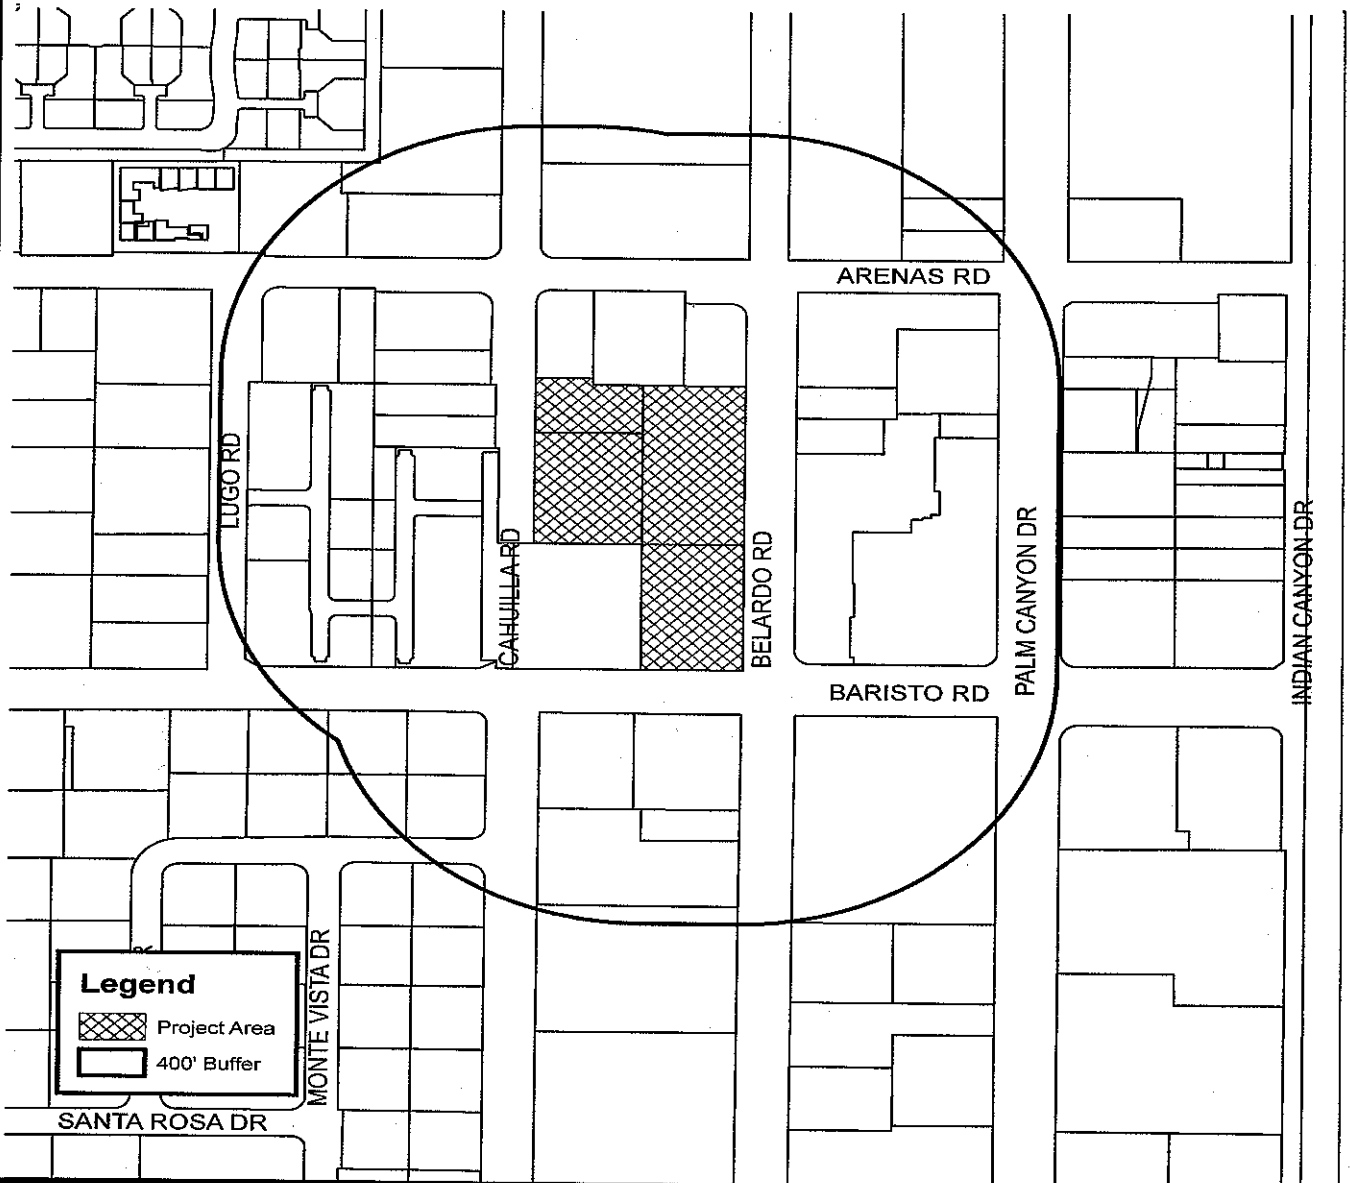 ARENAS RD
LUGO RD
CAHUILLA RD
BELARDO RD
PALM CANYON DR
INDIAN CANYON DR
BARISTO RD
MONTE VISTA DR
Legend
Project Area
400' Buffer
SANTA ROSA DR